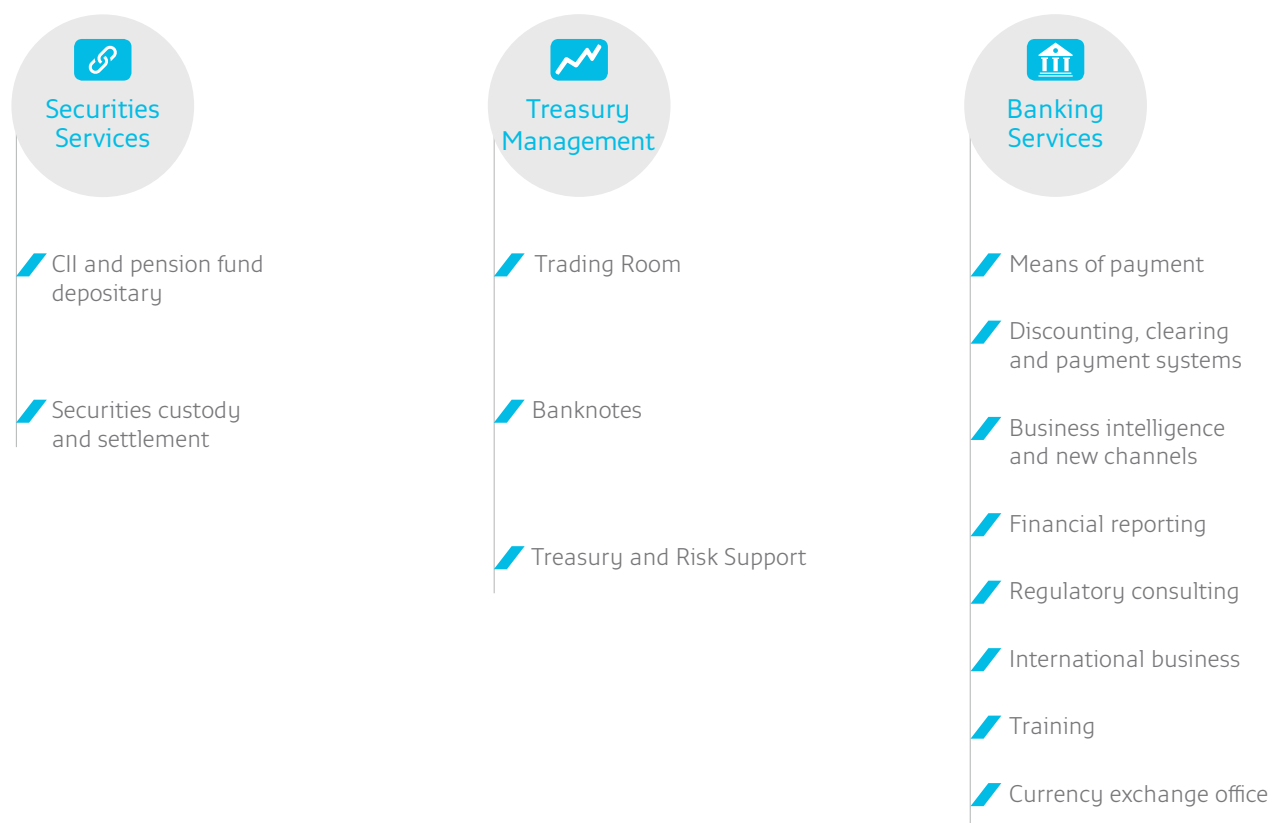 Securities
Services
CII and pension fund
depositary
Securities custody
and settlement
Treasury
Management
Trading Room
Banknotes
Treasury and Risk Support
Banking
Services
Means of payment
Discounting, clearing
and payment systems
Business intelligence
and new channels
Financial reporting
Regulatory consulting
International business
Training
Currency exchange office